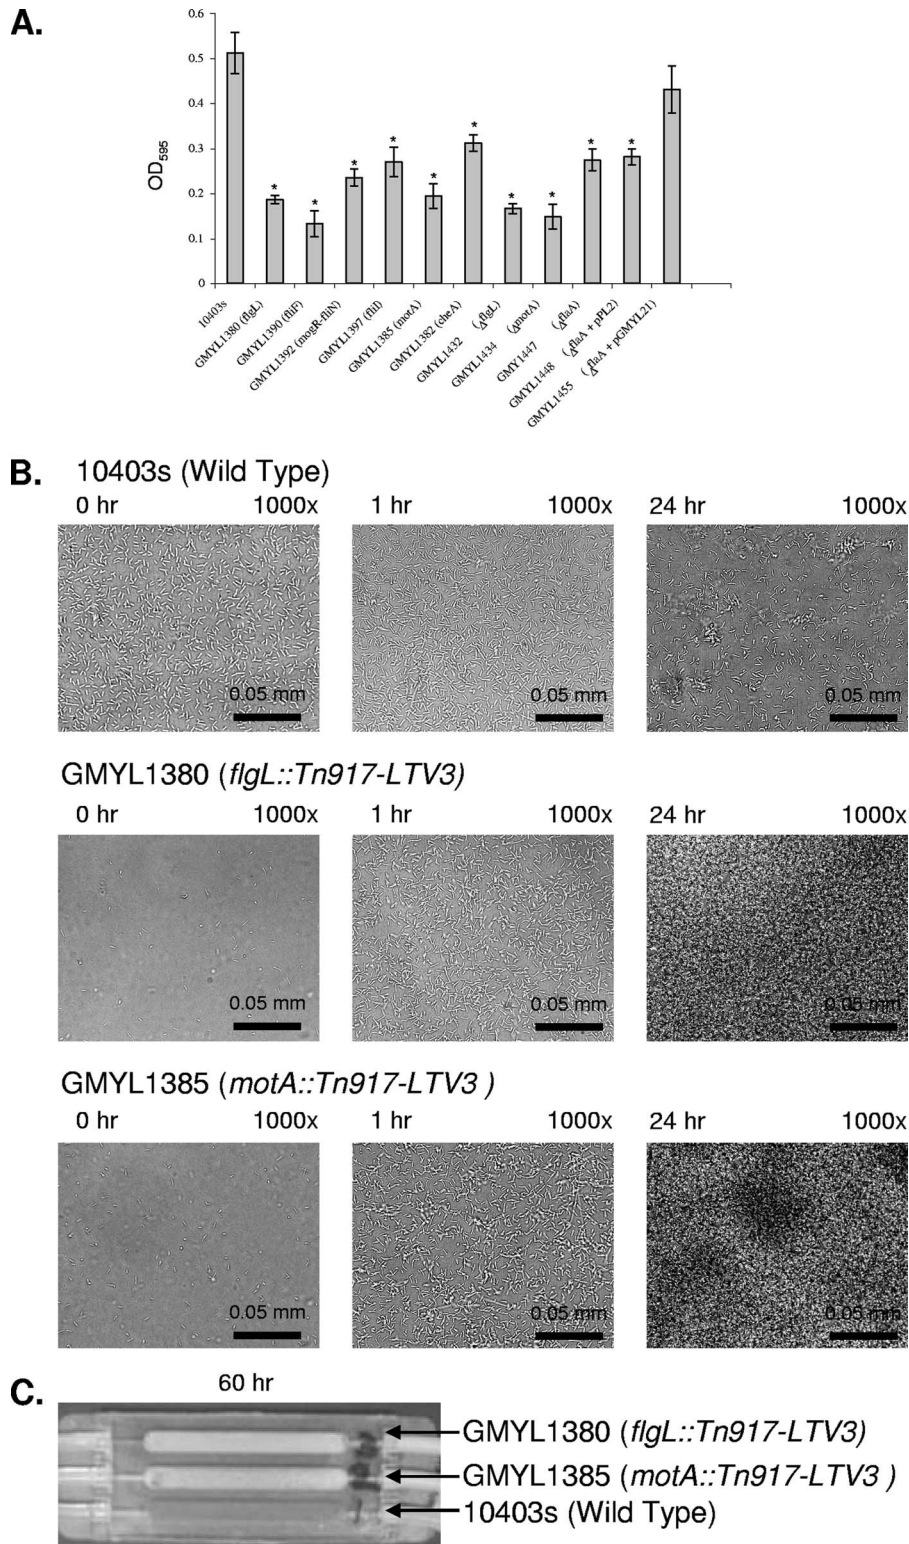 A.
0.6
0.5
0.4
0.3
0.2
0.1
0
OD595
* * * * * * * * * *
10403s
GMYL1380 (flgL)
GMYL1390 (fliF)
GMYL1392 (mogR-fliN)
GMYL1397 (fliI)
GMYL1385 (motA)
GMYL1382 (cheA)
GMYL1432 (ΔflgL)
GMYL1434 (ΔmotA)
GMY1447 (ΔflaA)
GMYL1448 (ΔflaA + pPL2)
GMYL1455 (ΔflaA + pGMYL21)
B.
10403s (Wild Type)
0 hr 1000x 1 hr 1000x 24 hr 1000x
0.05 mm 0.05 mm 0.05 mm
GMYL1380 (flgL::Tn917-LTV3)
0 hr 1000x 1 hr 1000x 24 hr 1000x
0.05 mm 0.05 mm 0.05 mm
GMYL1385 (motA::Tn917-LTV3 )
0 hr 1000x 1 hr 1000x 24 hr 1000x
0.05 mm 0.05 mm 0.05 mm
C.
60 hr
GMYL1380 (flgL::Tn917-LTV3)
GMYL1385 (motA::Tn917-LTV3 )
10403s (Wild Type)